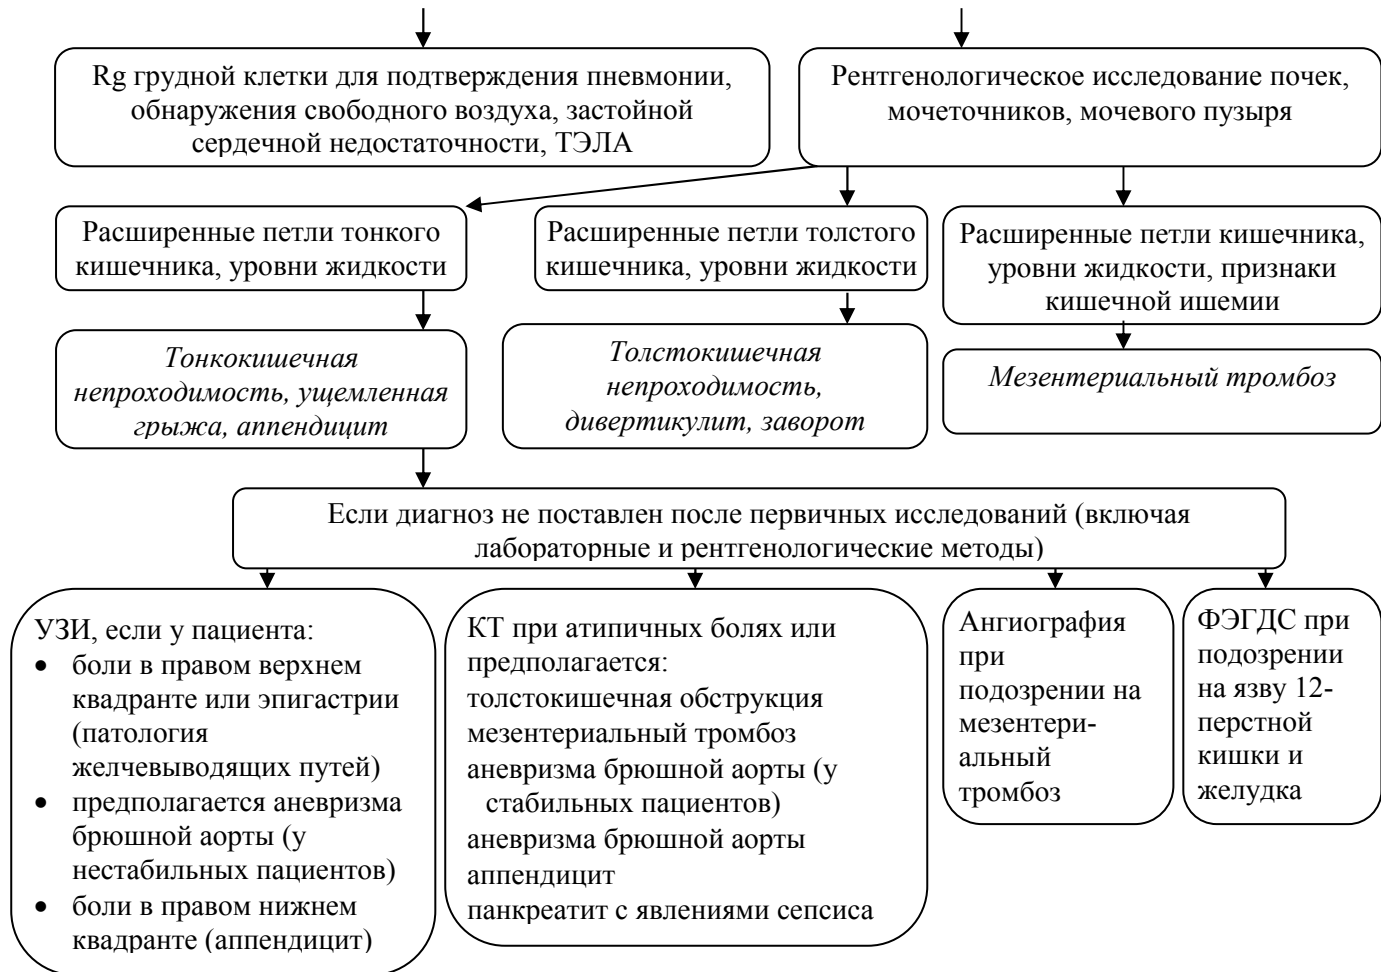 Rg грудной клетки для подтверждения пневмонии,
обнаружения свободного воздуха, застойной
сердечной недостаточности, ТЭЛА
Рентгенологическое исследование почек,
мочеточников, мочевого пузыря
Расширенные петли тонкого
кишечника, уровни жидкости
Расширенные петли толстого
кишечника, уровни жидкости
Расширенные петли кишечника,
уровни жидкости, признаки
кишечной ишемии
Тонкокишечная
непроходимость, ущемленная
грыжа, аппендицит
Толстокишечная
непроходимость,
дивертикулит, заворот
Мезентериальный тромбоз
Если диагноз не поставлен после первичных исследований (включая
лабораторные и рентгенологические методы)
УЗИ, если у пациента:
• боли в правом верхнем
квадранте или эпигастрии
(патология
желчевыводящих путей)
• предполагается аневризма
брюшной аорты (у
нестабильных пациентов)
• боли в правом нижнем
квадранте (аппендицит)
КТ при атипичных болях или
предполагается:
толстокишечная обструкция
мезентериальный тромбоз
аневризма брюшной аорты (у
стабильных пациентов)
аневризма брюшной аорты
аппендицит
панкреатит с явлениями сепсиса
Ангиография
при
подозрении на
мезентери-
альный
тромбоз
ФЭГДС при
подозрении
на язву 12-
перстной
кишки и
желудка